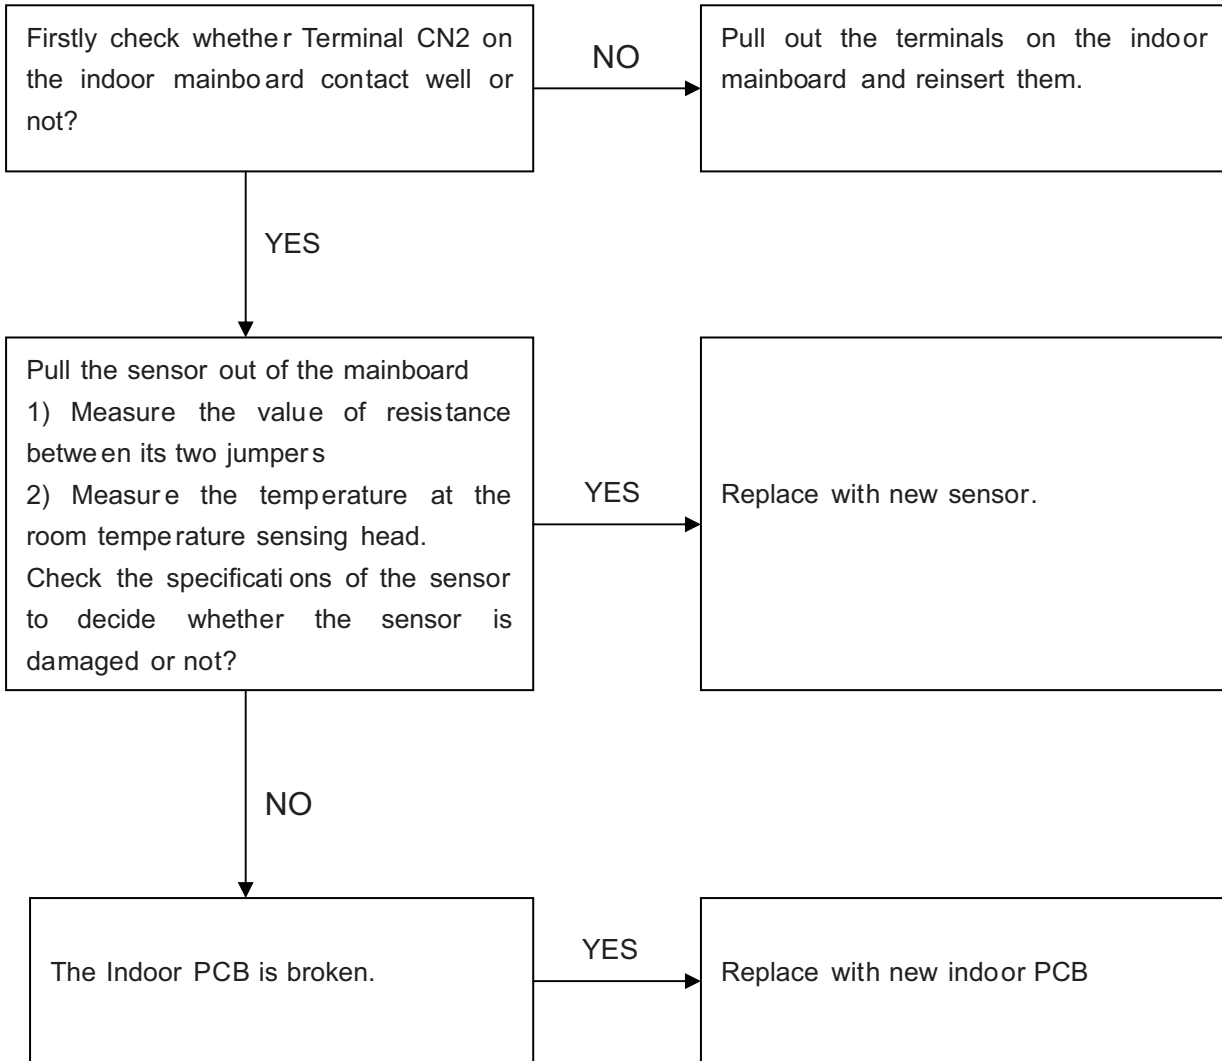 Firstly check whether Terminal CN2 on
the indoor mainboard contact well or
not?
NO
Pull out the terminals on the indoor
mainboard and reinsert them.
YES
Pull the sensor out of the mainboard
1) Measure the value of resistance
between its two jumpers
2) Measure the temperature at the
room temperature sensing head.
Check the specifications of the sensor
to decide whether the sensor is
damaged or not?
YES
Replace with new sensor.
NO
The Indoor PCB is broken.
YES
Replace with new indoor PCB